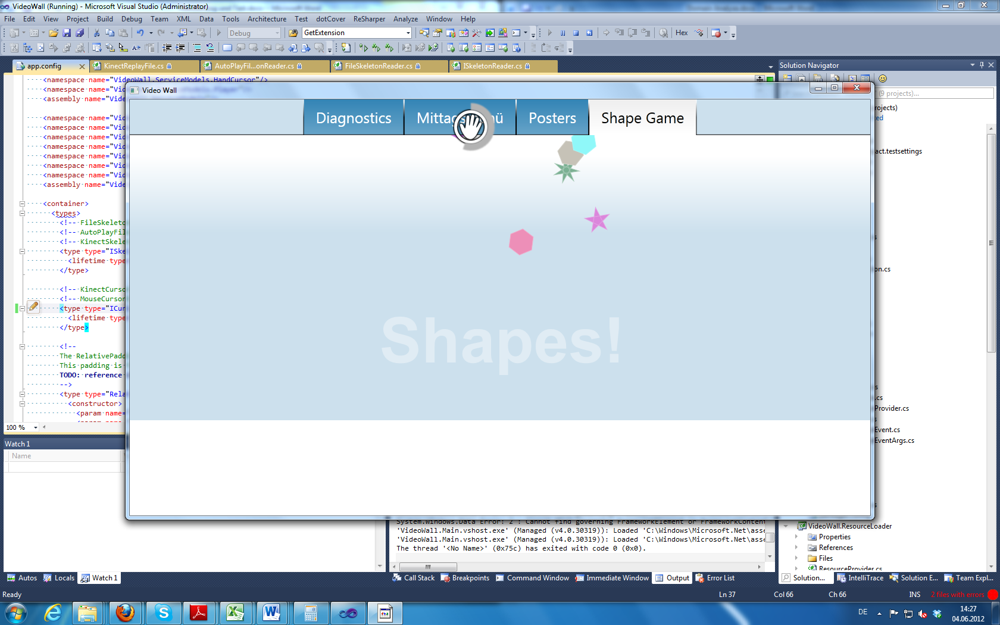 VideoWall (Running) - Microsoft Visual Studio (Administrator)
File Edit View Project Build Debug Team XML Data Tools Architecture Test dotCover ReSharper Analyze Window Help
Debug GetExtension Hex
app.config KinectReplayFile.cs AutoPlayFil...onReader.cs FileSkeletonReader.cs ISkeletonReader.cs
Solution Navigator
(9 projects)...
<namespace name="VideoWall.ServiceModels.HandCursor"/>
<namespace name="Vid
<assembly name="Vide
<namespace name="Vid
<namespace name="Vid
<namespace name="Vid
<namespace name="Vid
<namespace name="Vid
<namespace name="Vid
<namespace name="Vid
<assembly name="Vide
<container>
<types>
<!-- FileSkeleto
<!-- AutoPlayFil
<!-- KinectSkele
<type type="ISke
<lifetime type
</type>
<!-- KinectCurso
<!-- MouseCursor
<type type="ICur
<lifetime type
</type>
<!--
The RelativePadd
This padding is
TODO: reference
-->
<type type="Rela
<constructor>
<param name=
100 %
Video Wall
Diagnostics
Posters
Shape Game
Shapes!
rojects)
ed
act.testsettings
on.cs
.cs
Provider.cs
Event.cs
EventArgs.cs
VideoWall.ResourceLoader
Properties
References
Files
ResourceProvider.cs
Watch 1
Name
System.Windows.Data Error: 2 : Cannot find governing FrameworkElement or FrameworkContent
'VideoWall.Main.vshost.exe' (Managed (v4.0.30319)): Loaded 'C:\Windows\Microsoft.Net\asse
'VideoWall.Main.vshost.exe' (Managed (v4.0.30319)): Loaded 'C:\Windows\Microsoft.Net\asse
The thread '<No Name>' (0x75c) has exited with code 0 (0x0).
Autos Locals Watch 1
Call Stack Breakpoints Command Window Immediate Window Output Error List
Solution... IntelliTrace Solution E... Team Expl...
Ready Ln 37 Col 66 Ch 66 INS 2 files with errors
DE 14:27
04.06.2012